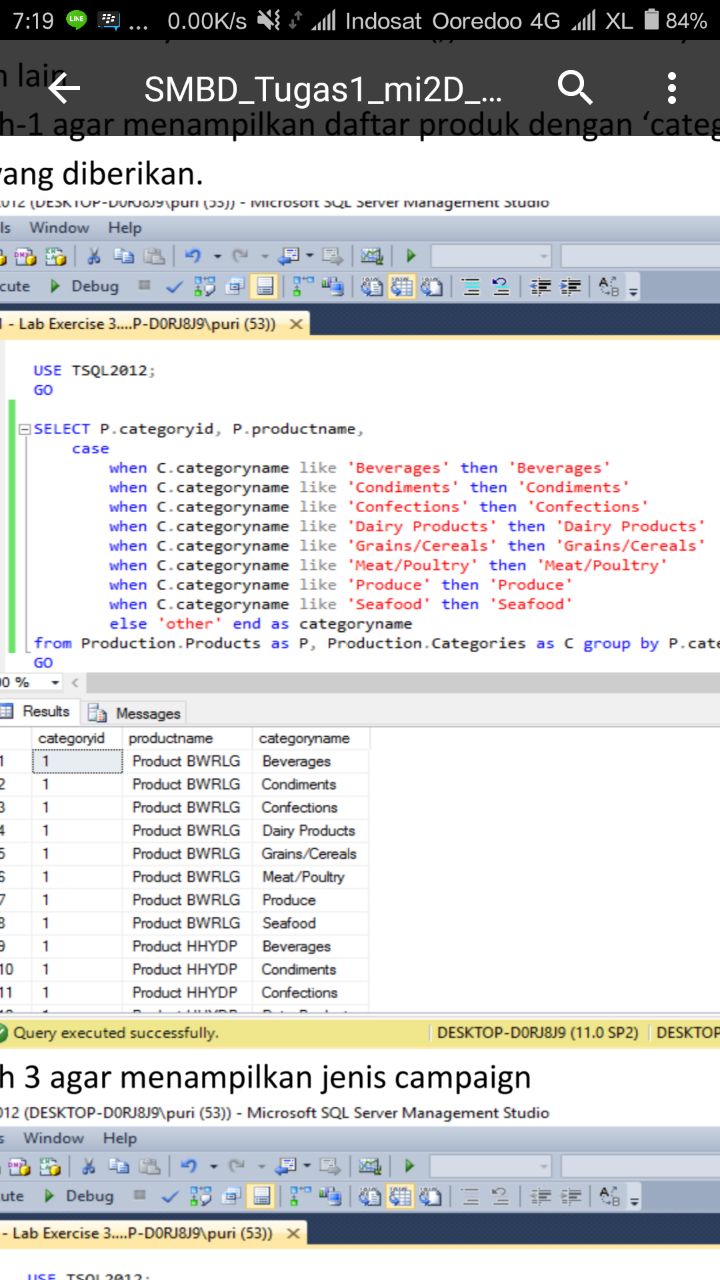 7:19 LINE ... 0.00K/s Indosat Ooredoo 4G XL 84%
lain
SMBD_Tugas1_mi2D_...
h-1 agar menampilkan daftar produk dengan ‘categ
yang diberikan.
012 (DESKTOP-D0RJ8J9\puri (53)) - Microsoft SQL Server Management Studio
ls Window Help
cute Debug
- Lab Exercise 3....P-D0RJ8J9\puri (53))
USE TSQL2012;
GO
SELECT P.categoryid, P.productname,
case
when C.categoryname like 'Beverages' then 'Beverages'
when C.categoryname like 'Condiments' then 'Condiments'
when C.categoryname like 'Confections' then 'Confections'
when C.categoryname like 'Dairy Products' then 'Dairy Products'
when C.categoryname like 'Grains/Cereals' then 'Grains/Cereals'
when C.categoryname like 'Meat/Poultry' then 'Meat/Poultry'
when C.categoryname like 'Produce' then 'Produce'
when C.categoryname like 'Seafood' then 'Seafood'
else 'other' end as categoryname
from Production.Products as P, Production.Categories as C group by P.cate
GO
00 %
Results Messages
categoryid productname categoryname
1 1 Product BWRLG Beverages
2 1 Product BWRLG Condiments
3 1 Product BWRLG Confections
4 1 Product BWRLG Dairy Products
5 1 Product BWRLG Grains/Cereals
6 1 Product BWRLG Meat/Poultry
7 1 Product BWRLG Produce
8 1 Product BWRLG Seafood
9 1 Product HHYDP Beverages
10 1 Product HHYDP Condiments
11 1 Product HHYDP Confections
Query executed successfully. DESKTOP-D0RJ8J9 (11.0 SP2) DESKTOP
h 3 agar menampilkan jenis campaign
012 (DESKTOP-D0RJ8J9\puri (53)) - Microsoft SQL Server Management Studio
s Window Help
ute Debug
- Lab Exercise 3....P-D0RJ8J9\puri (53))
USE TSQL2012;